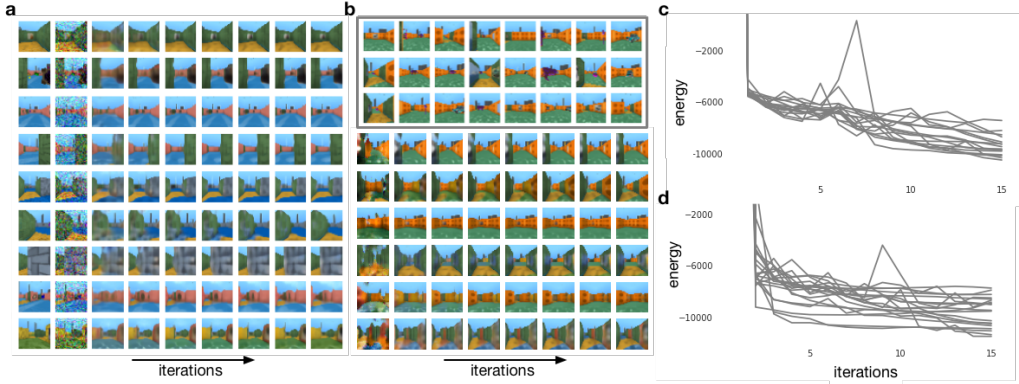 a
b
c
d
iterations
iterations
energy
-2000
-6000
-10000
5
10
15
energy
-2000
-6000
-10000
5
10
15
iterations